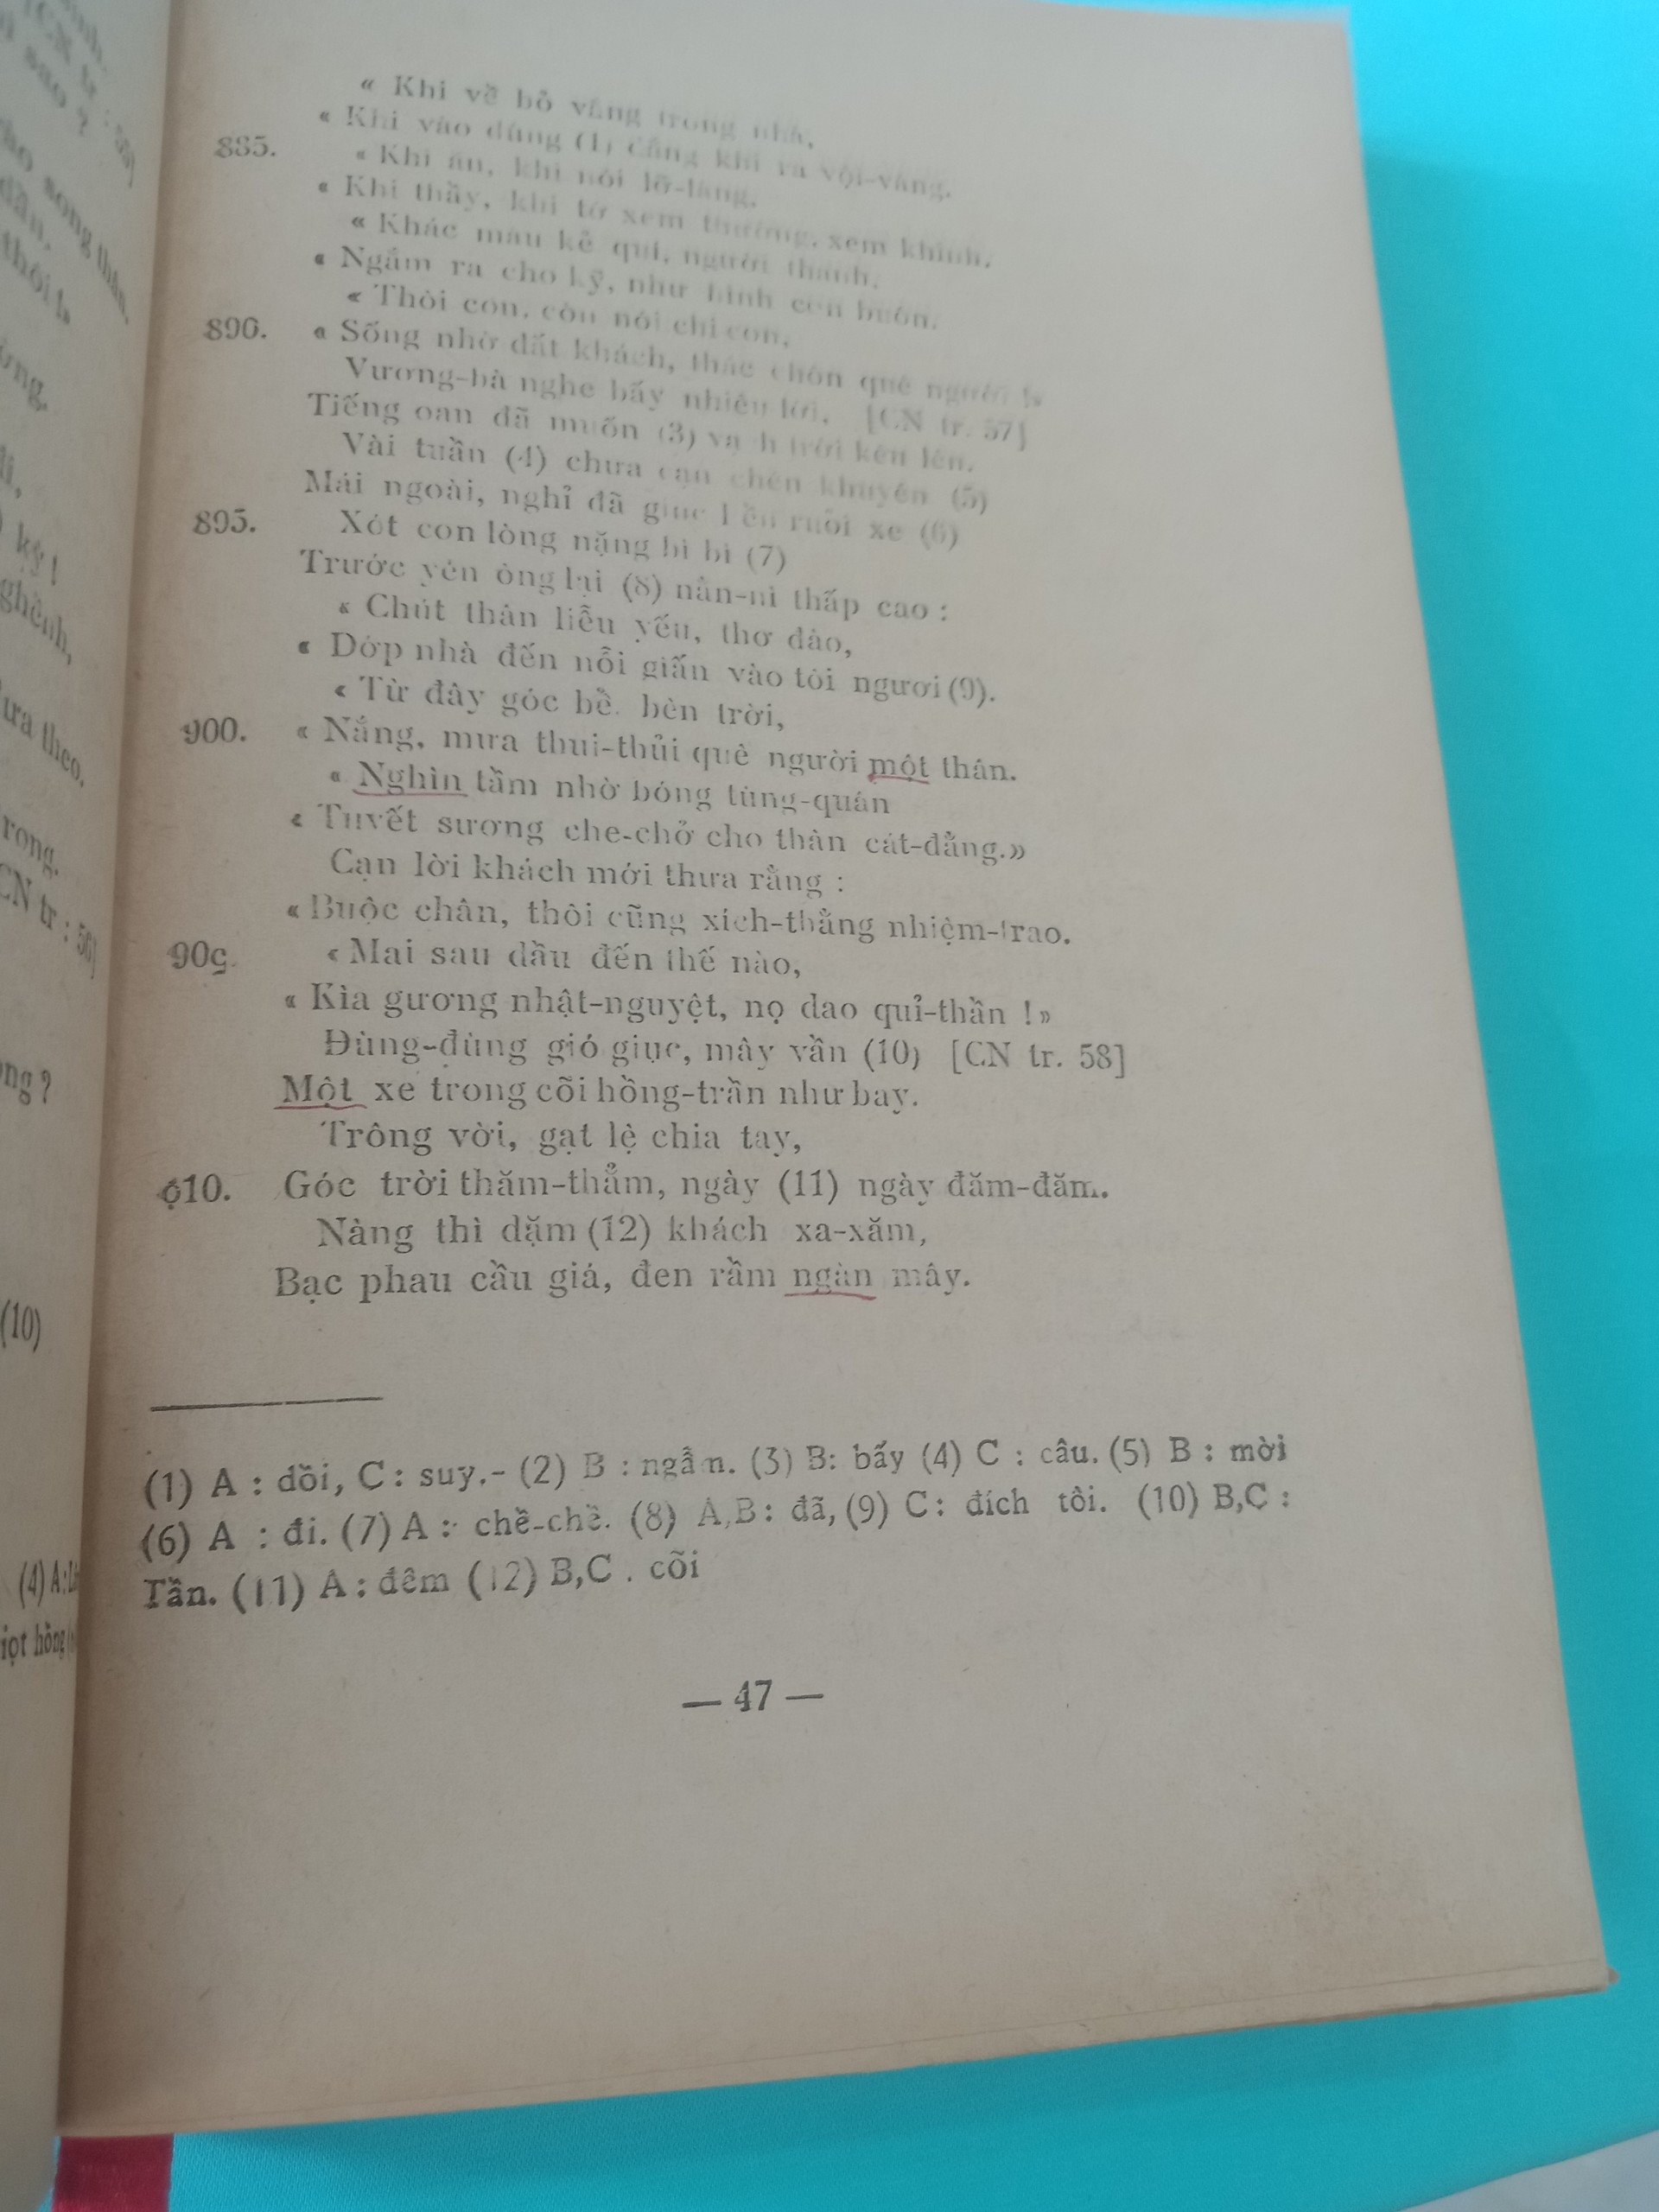 « Khi về bỏ vắng trong nhà,
« Khi vào dùng (1) dằng khi ra vội-vàng.
885.
« Khi ăn, khi nói lỡ-làng,
« Khi thầy, khi tớ xem thường, xem khinh.
« Khác màu kẻ quí, người thanh,
« Ngắm ra cho kỹ, như hình con buôn.
« Thôi con, còn nói chi con,
890. « Sống nhờ đất khách, thác chôn quê người !»
Vương-bà nghe bấy nhiêu lời, [CN tr. 57]
Tiếng oan đã muốn (3) vạch trời kêu lên.
Vài tuần (4) chưa cạn chén khuyên (5)
Mái ngoài, nghỉ đã giục liền ruổi xe (6)
895. Xót con lòng nặng bì bì (7)
Trước yên ông lại (8) nân-nì thấp cao :
« Chút thân liễu yếu, thơ đào,
« Dớp nhà đến nỗi giấn vào tôi ngươi (9).
« Từ đây góc bể, bên trời,
900. « Nắng, mưa thui-thủi quê người một thân.
« Nghìn tầm nhờ bóng tùng-quân
« Tuyết sương che-chở cho thân cát-đằng.»
Cạn lời khách mới thưa rằng :
« Buộc chân, thôi cũng xích-thằng nhiệm-trao.
905. « Mai sau dầu đến thế nào,
« Kìa gương nhật-nguyệt, nọ dao quỉ-thần !»
Đùng-đùng gió giục, mây vần (10) [CN tr. 58]
Một xe trong cõi hồng-trần như bay.
Trông vời, gạt lệ chia tay,
910. Góc trời thăm-thẳm, ngày (11) ngày đăm-đăm.
Nàng thì dặm (12) khách xa-xăm,
Bạc phau cầu giá, đen rầm ngàn mây.
(1) A : dồi, C : suỹ.- (2) B : ngẫm. (3) B: bấy (4) C : câu. (5) B : mời
(6) A : đi. (7) A : chề-chề. (8) A,B : đã, (9) C : đích tôi. (10) B,C :
Tần. (11) A : đêm (12) B,C . cõi
— 47 —